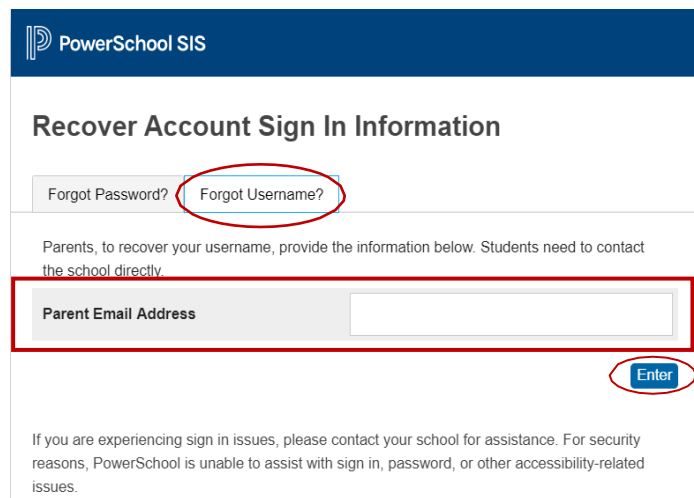 PowerSchool SIS
Recover Account Sign In Information
Forgot Password?
Forgot Username?
Parents, to recover your username, provide the information below. Students need to contact
the school directly.
Parent Email Address
Enter
If you are experiencing sign in issues, please contact your school for assistance. For security
reasons, PowerSchool is unable to assist with sign in, password, or other accessibility-related
issues.